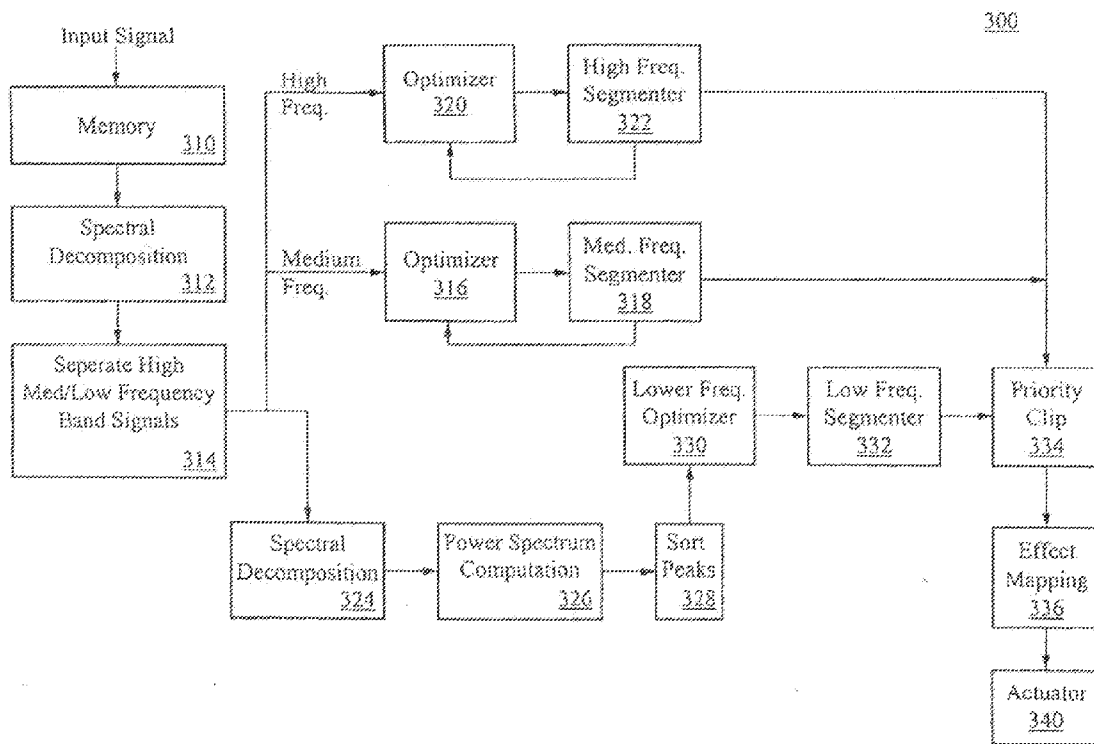 300
Input Signal
Memory
310
Spectral
Decomposition
312
Seperate High
Med/Low Frequency
Band Signals
314
High
Freq.
Optimizer
320
High Freq.
Segmenter
322
Medium
Freq.
Optimizer
316
Med. Freq.
Segmenter
318
Spectral
Decomposition
324
Power Spectrum
Computation
326
Sort
Peaks
328
Lower Freq.
Optimizer
330
Low Freq.
Segmenter
332
Priority
Clip
334
Effect
Mapping
336
Actuator
340